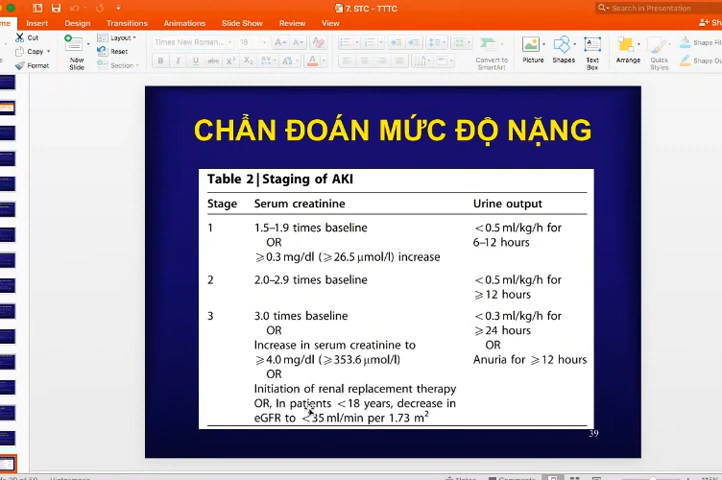 7. STC - TTTC
Search in Presentation
Insert Design Transitions Animations Slide Show Review View
Cut
Copy
Format
New
Slide
Layout
Reset
Section
Times New Roman... 18
Convert to
SmartArt
Picture
Shapes
Text
Box
Arrange
Quick
Styles
Shape
CHẨN ĐOÁN MỨC ĐỘ NẶNG
Table 2 | Staging of AKI
Stage Serum creatinine Urine output
1 1.5–1.9 times baseline <0.5 ml/kg/h for
OR 6–12 hours
⩾0.3 mg/dl (⩾26.5 μmol/l) increase
2 2.0–2.9 times baseline <0.5 ml/kg/h for
⩾12 hours
3 3.0 times baseline <0.3 ml/kg/h for
OR ⩾24 hours
Increase in serum creatinine to OR
⩾4.0 mg/dl (⩾353.6 μmol/l) Anuria for ⩾12 hours
OR
Initiation of renal replacement therapy
OR, In patients <18 years, decrease in
eGFR to <35 ml/min per 1.73 m²
39